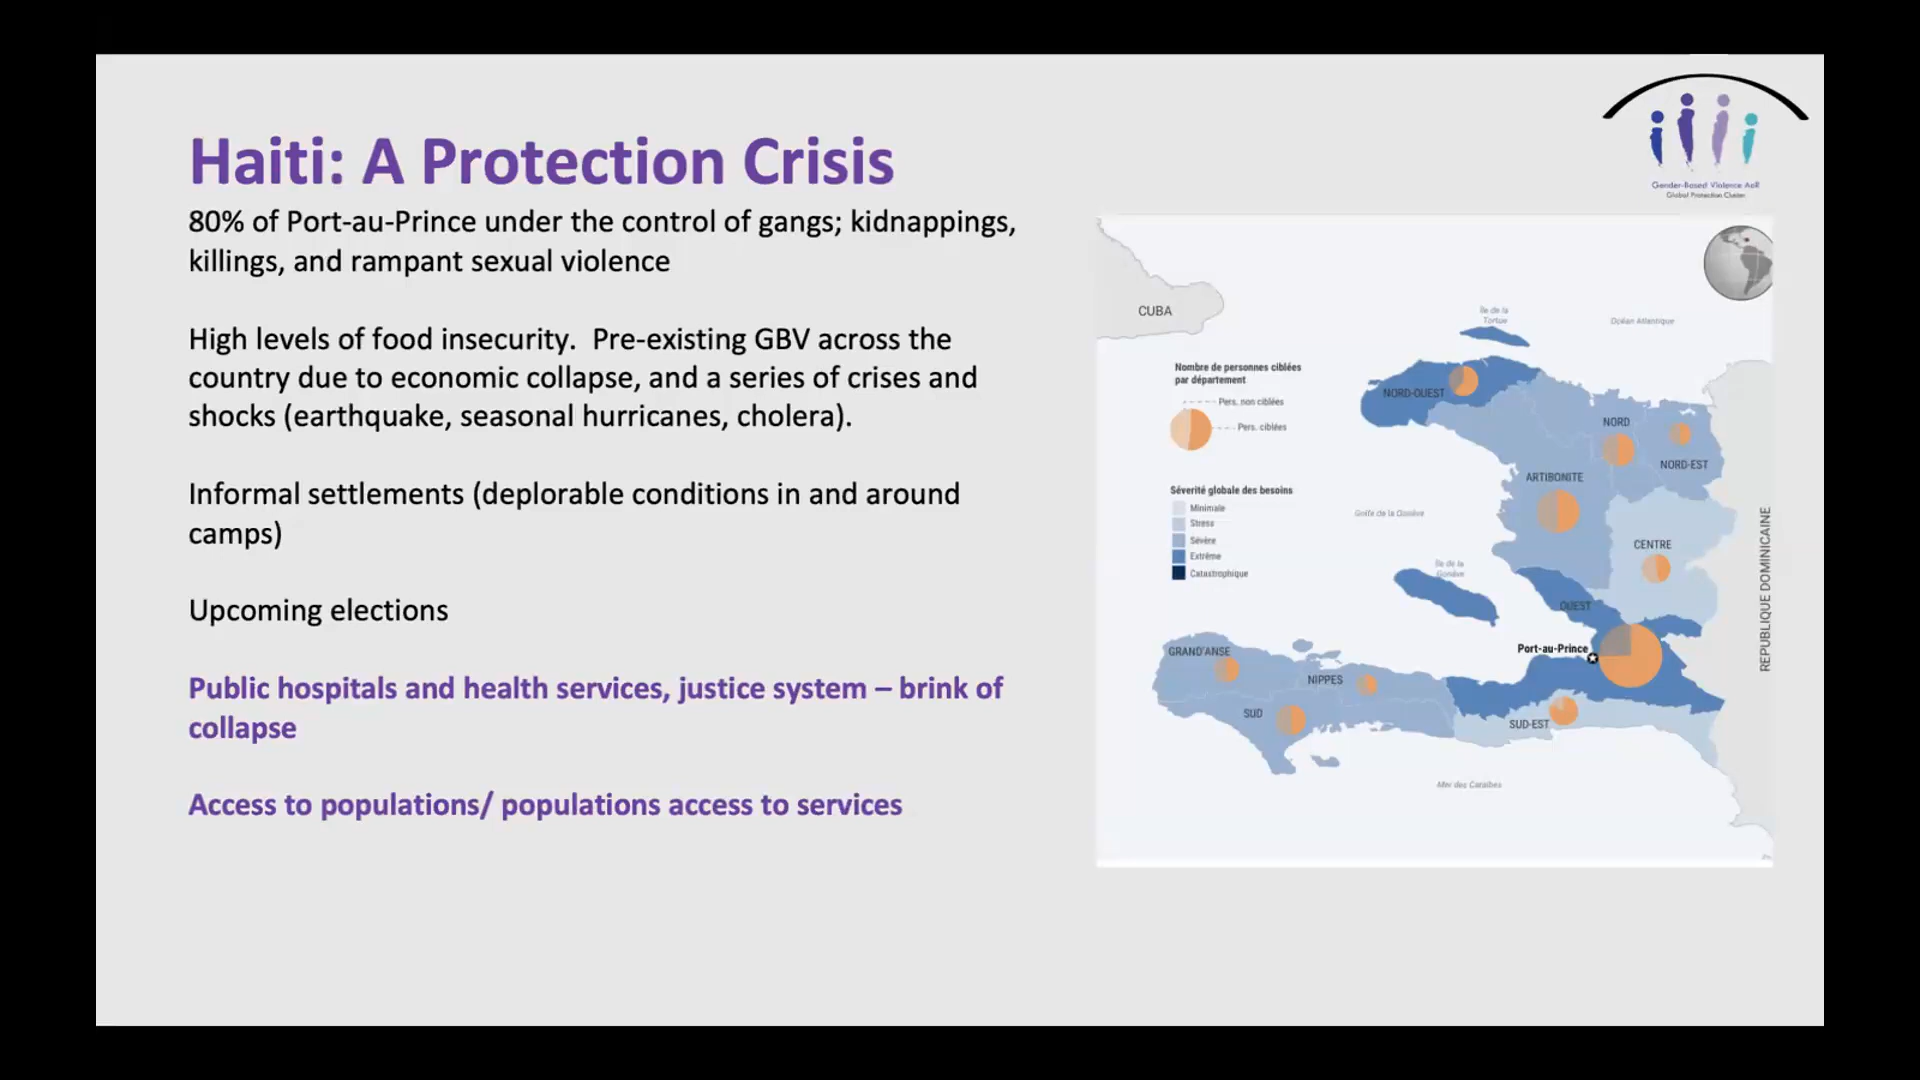 Haiti: A Protection Crisis
80% of Port-au-Prince under the control of gangs; kidnappings,
killings, and rampant sexual violence
High levels of food insecurity.  Pre-existing GBV across the
country due to economic collapse, and a series of crises and
shocks (earthquake, seasonal hurricanes, cholera).
Informal settlements (deplorable conditions in and around
camps)
Upcoming elections
Public hospitals and health services, justice system – brink of
collapse
Access to populations/ populations access to services
Gender-Based Violence AoR
Global Protection Cluster
CUBA
Île de la
Tortue
Océan Atlantique
Nombre de personnes ciblées
par département
Pers. non ciblées
Pers. ciblées
NORD-OUEST
NORD
NORD-EST
ARTIBONITE
Séverité globale des besoins
Minimale
Stress
Sévère
Extrême
Catastrophique
Golfe de la Gonâve
CENTRE
Île de la
Gonâve
OUEST
REPUBLIQUE DOMINICAINE
Port-au-Prince
GRAND'ANSE
NIPPES
SUD
SUD-EST
Mer des Caraïbes